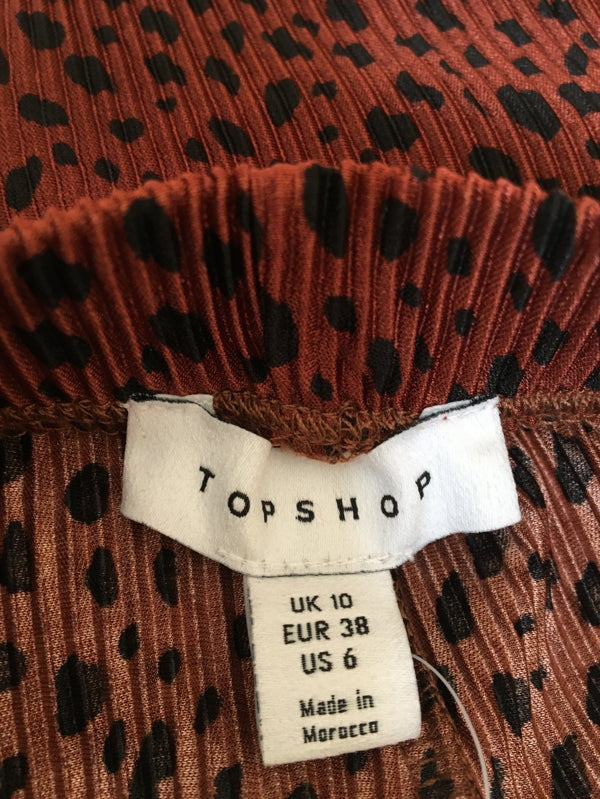 TOPSHOP
UK 10
EUR 38
US 6
Made in
Morocco